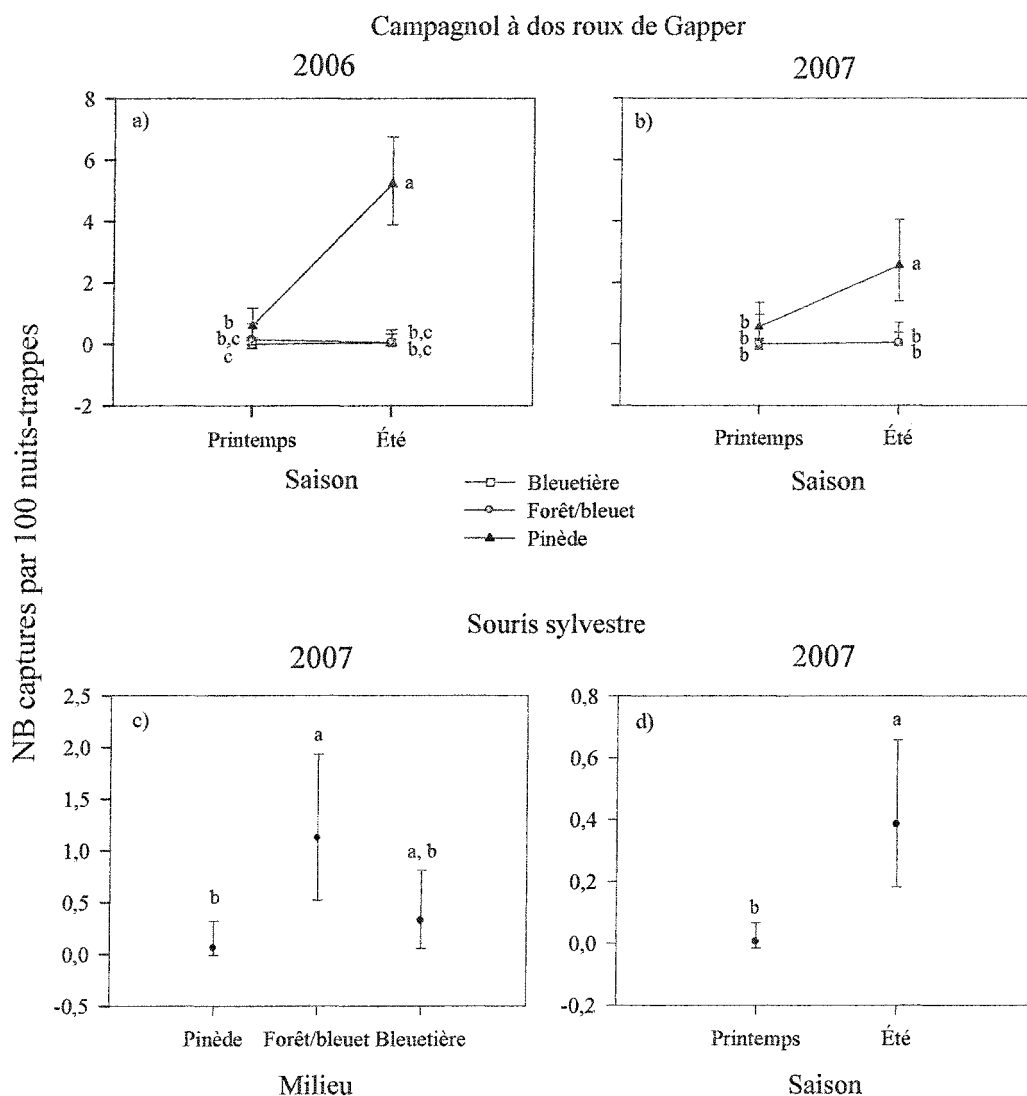 Campagnol à dos roux de Gapper
2006
2007
NB captures par 100 nuits-trappes
a)
8
6
4
2
0
-2
b
b,c
c
a
b,c
b,c
Printemps
Été
Saison
b)
b
b
b
a
b
b
Printemps
Été
Saison
Bleuetière
Forêt/bleuet
Pinède
Souris sylvestre
2007
2007
c)
2,5
2,0
1,5
1,0
0,5
0,0
-0,5
b
a
a, b
Pinède Forêt/bleuet Bleuetière
Milieu
d)
0,8
0,6
0,4
0,2
0,0
-0,2
b
a
Printemps
Été
Saison